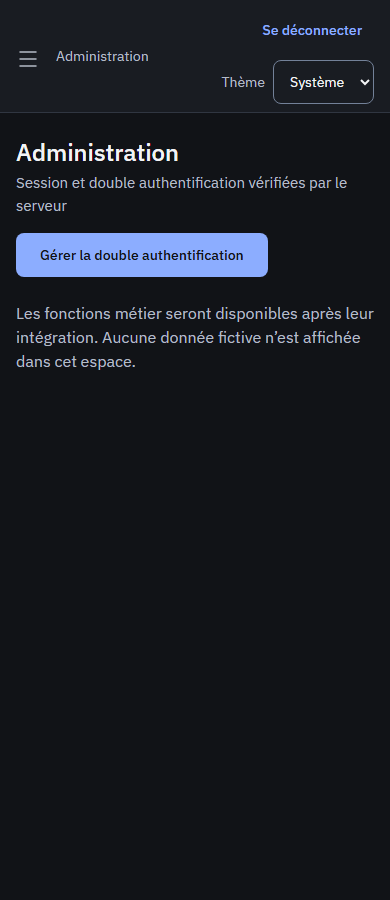 Se déconnecter
Administration
Thème
Système
Administration
Session et double authentification vérifiées par le
serveur
Gérer la double authentification
Les fonctions métier seront disponibles après leur
intégration. Aucune donnée fictive n’est affichée
dans cet espace.